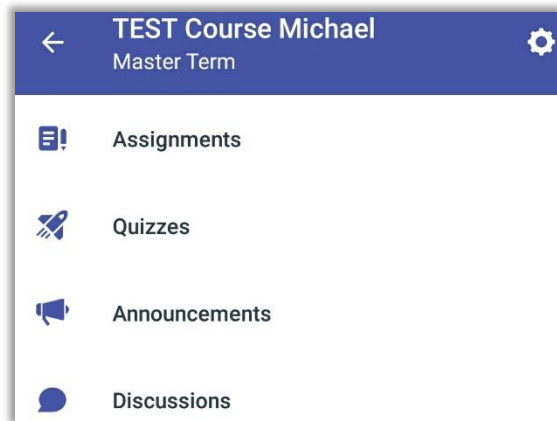 TEST Course Michael
Master Term
Assignments
Quizzes
Announcements
Discussions